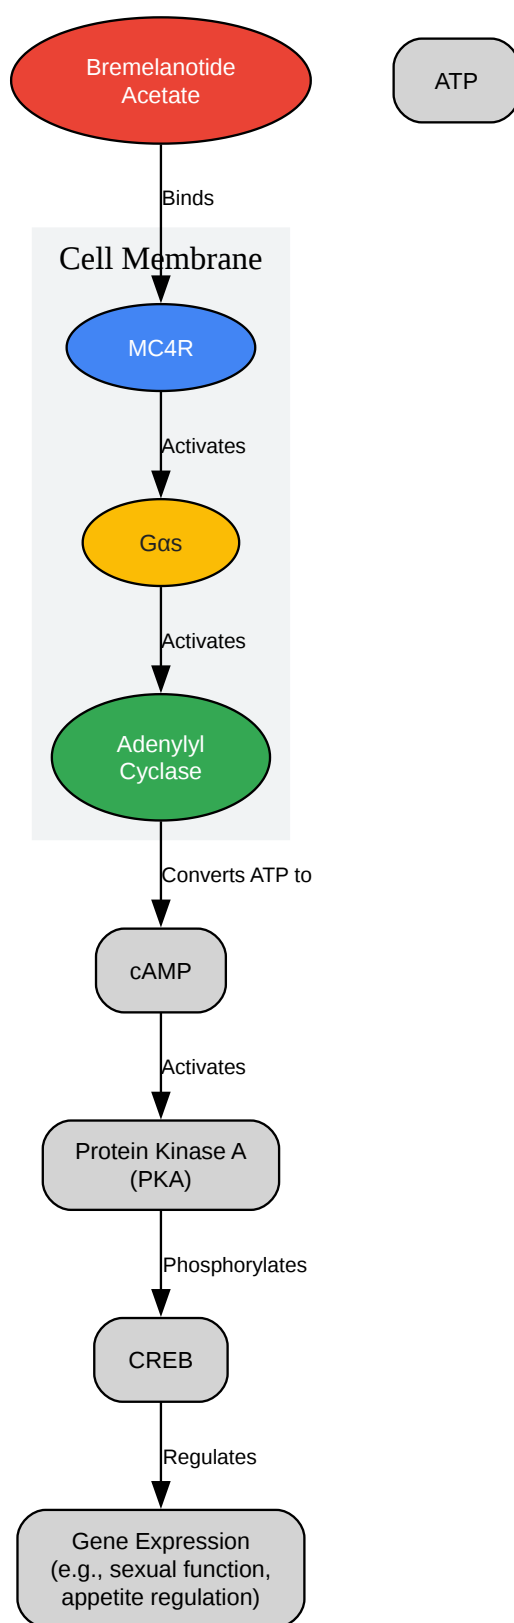 Bremelanotide
Acetate
ATP
Binds
Cell Membrane
MC4R
Activates
Gαs
Activates
Adenylyl
Cyclase
Converts ATP to
cAMP
Activates
Protein Kinase A
(PKA)
Phosphorylates
CREB
Regulates
Gene Expression
(e.g., sexual function,
appetite regulation)